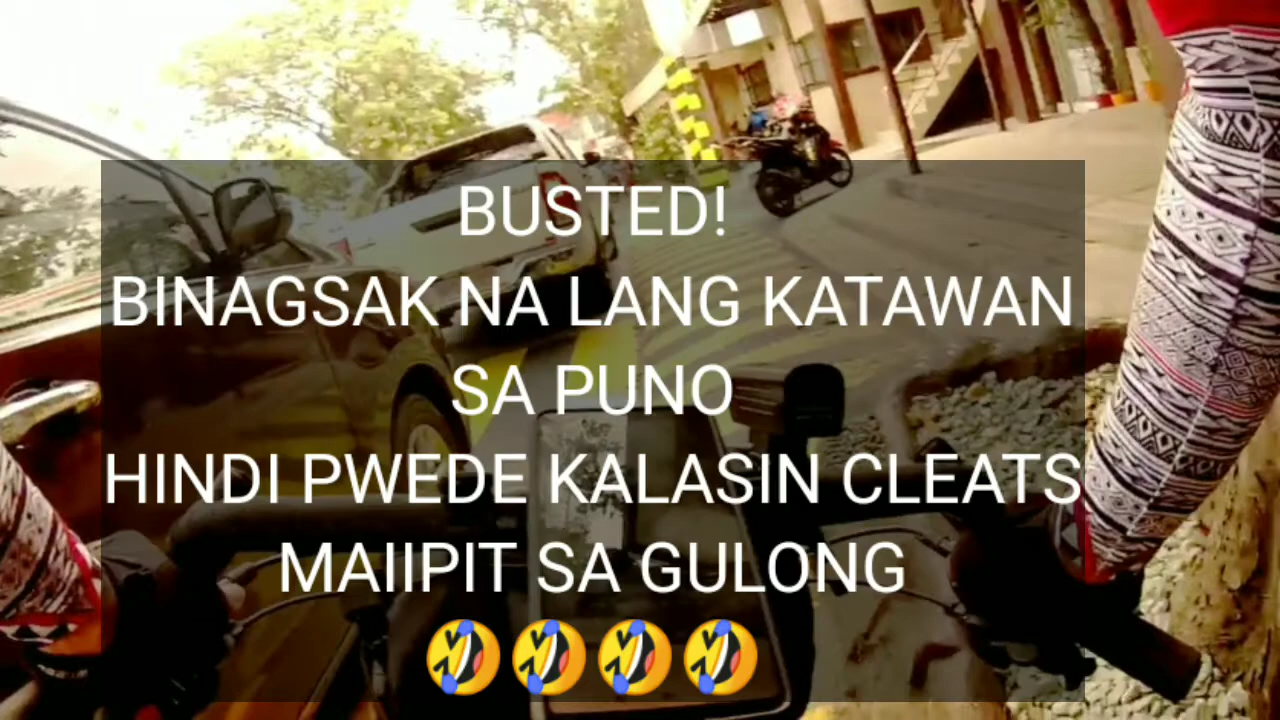 BUSTED!
BINAGSAK NA LANG KATAWAN
SA PUNO
HINDI PWEDE KALASIN CLEATS
MAIIPIT SA GULONG
🤣🤣🤣🤣